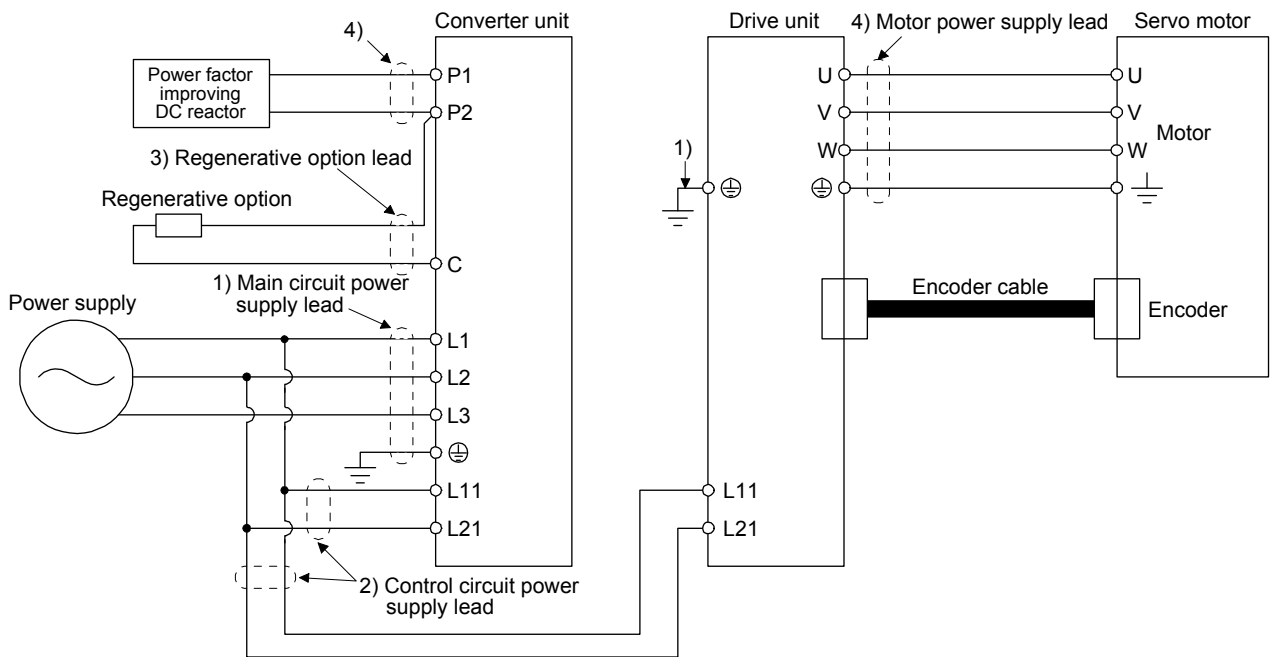 Converter unit
Drive unit
4) Motor power supply lead
Servo motor
4)
Power factor
improving
DC reactor
P1
P2
U
V
W
U
V
W
Motor
3) Regenerative option lead
1)
Regenerative option
C
1) Main circuit power
supply lead
Encoder cable
Encoder
Power supply
L1
L2
L3
L11
L21
L11
L21
2) Control circuit power
supply lead